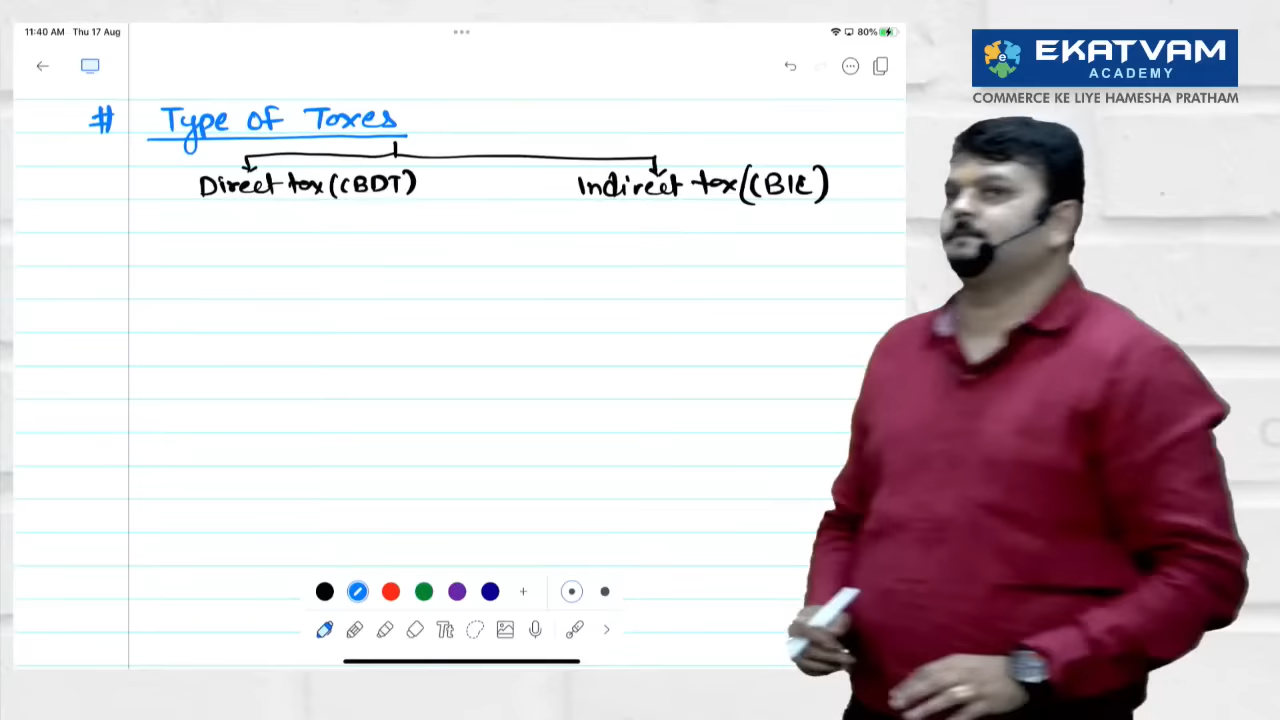 11:40 AM Thu 17 Aug
80%
EKATVAM
ACADEMY
COMMERCE KE LIYE HAMESHA PRATHAM
# Type of Taxes
Direct tax (CBDT)
Indirect tax (CBIC)
Tt